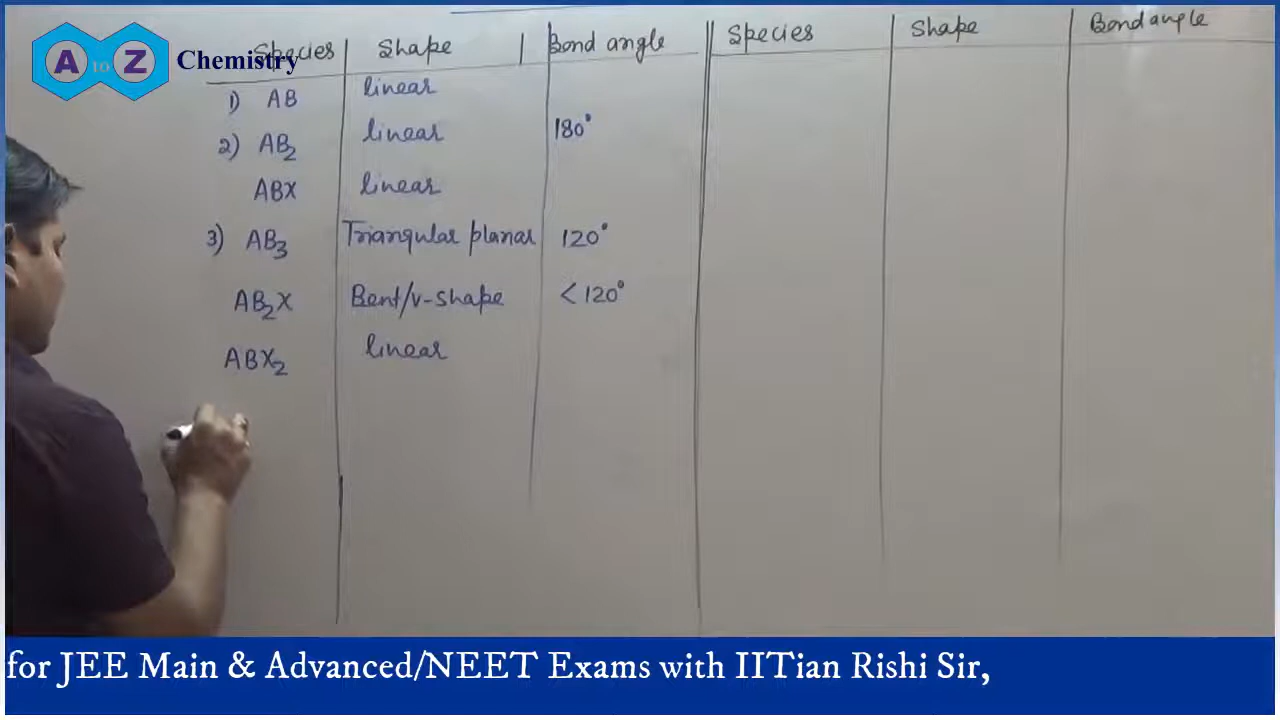 A to Z Chemistry
Species Shape Bond angle Species Shape Bond angle
1) AB linear
2) AB₂ linear 180°
ABX linear
3) AB₃ Triangular planar 120°
AB₂X Bent/v-shape < 120°
ABX₂ linear
for JEE Main & Advanced/NEET Exams with IITian Rishi Sir,